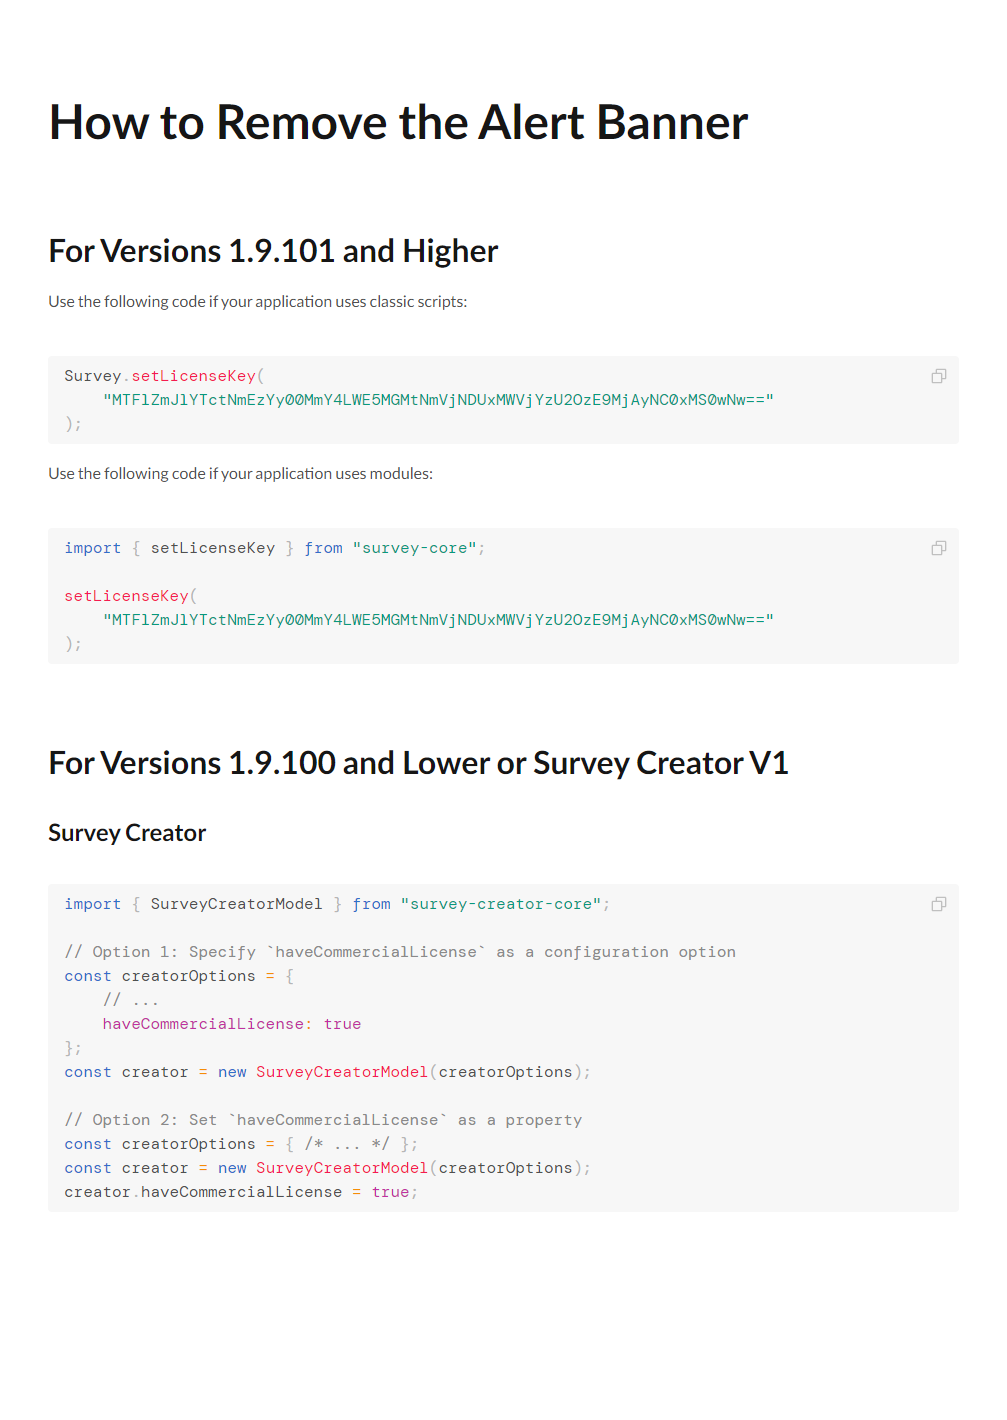 How to Remove the Alert Banner
For Versions 1.9.101 and Higher
Use the following code if your application uses classic scripts:
Survey.setLicenseKey(
    "MTFlZmJlYTctNmEzYy00MmY4LWE5MGMtNmVjNDUxMWVjYzU2OzE9MjAyNC0xMS0wNw=="
);
Use the following code if your application uses modules:
import { setLicenseKey } from "survey-core";
setLicenseKey(
    "MTFlZmJlYTctNmEzYy00MmY4LWE5MGMtNmVjNDUxMWVjYzU2OzE9MjAyNC0xMS0wNw=="
);
For Versions 1.9.100 and Lower or Survey Creator V1
Survey Creator
import { SurveyCreatorModel } from "survey-creator-core";
// Option 1: Specify `haveCommercialLicense` as a configuration option
const creatorOptions = {
    // ...
    haveCommercialLicense: true
};
const creator = new SurveyCreatorModel(creatorOptions);
// Option 2: Set `haveCommercialLicense` as a property
const creatorOptions = { /* ... */ };
const creator = new SurveyCreatorModel(creatorOptions);
creator.haveCommercialLicense = true;